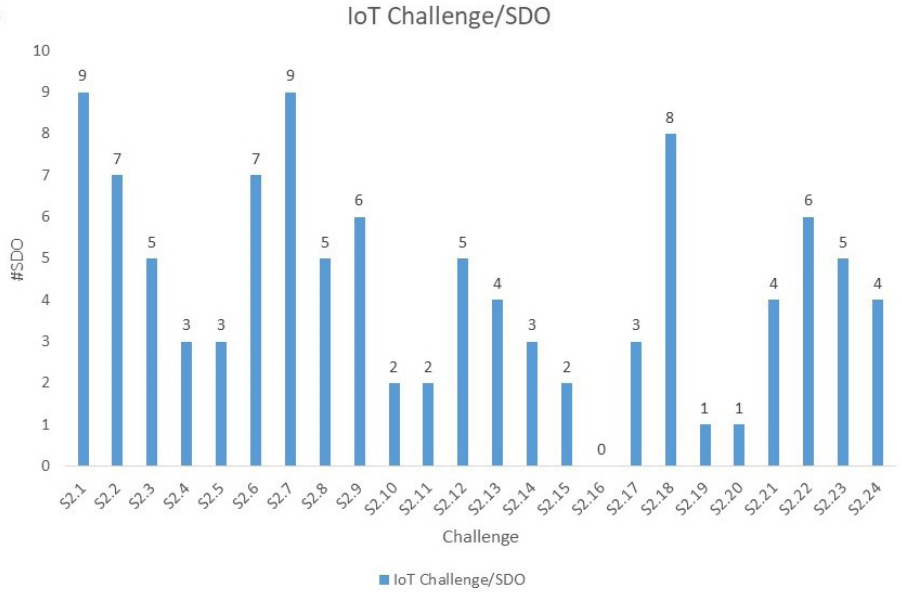 IoT Challenge/SDO
10
9
8
7
6
5
4
3
2
1
0
#SDO
9
7
5
3
3
7
9
5
6
2
2
5
4
3
2
0
3
8
1
1
4
6
5
4
S2.1
S2.2
S2.3
S2.4
S2.5
S2.6
S2.7
S2.8
S2.9
S2.10
S2.11
S2.12
S2.13
S2.14
S2.15
S2.16
S2.17
S2.18
S2.19
S2.20
S2.21
S2.22
S2.23
S2.24
Challenge
IoT Challenge/SDO